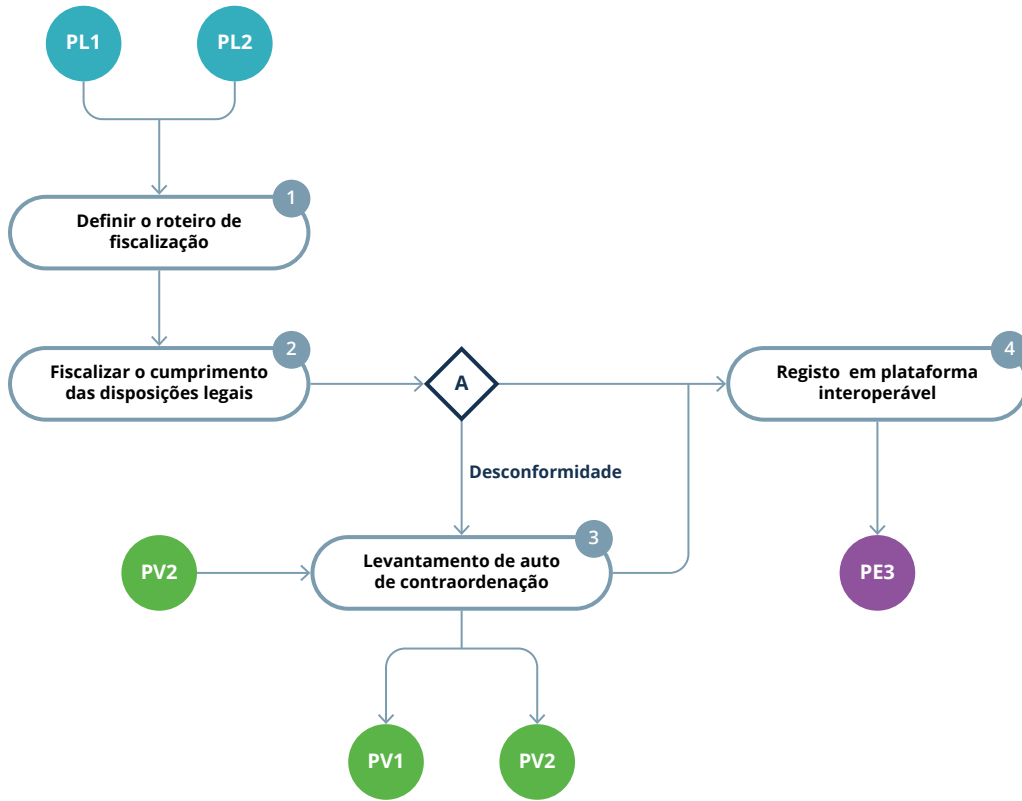 PL1
PL2
1
Definir o roteiro de
fiscalização
2
Fiscalizar o cumprimento
das disposições legais
A
4
Registo em plataforma
interoperável
Desconformidade
PV2
3
Levantamento de auto
de contraordenação
PE3
PV1
PV2